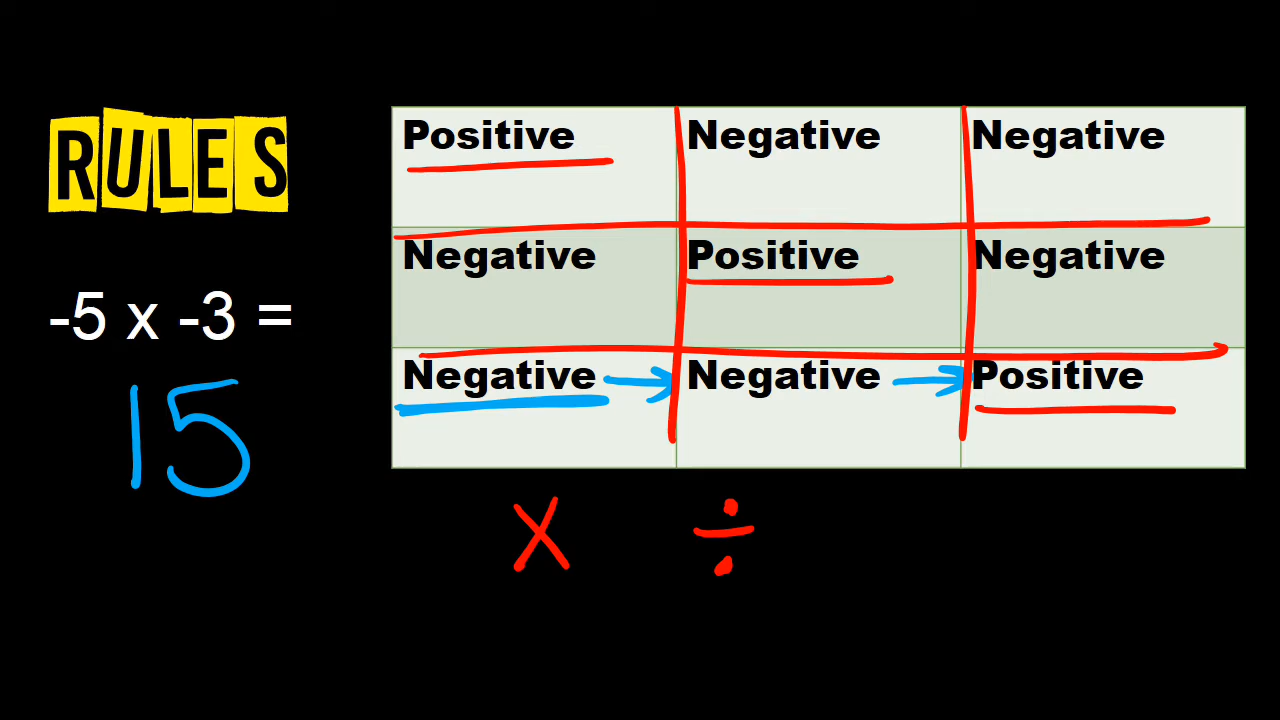 RULES
-5 x -3 =
15
Positive Negative Negative
Negative Positive Negative
Negative Negative Positive
X ÷